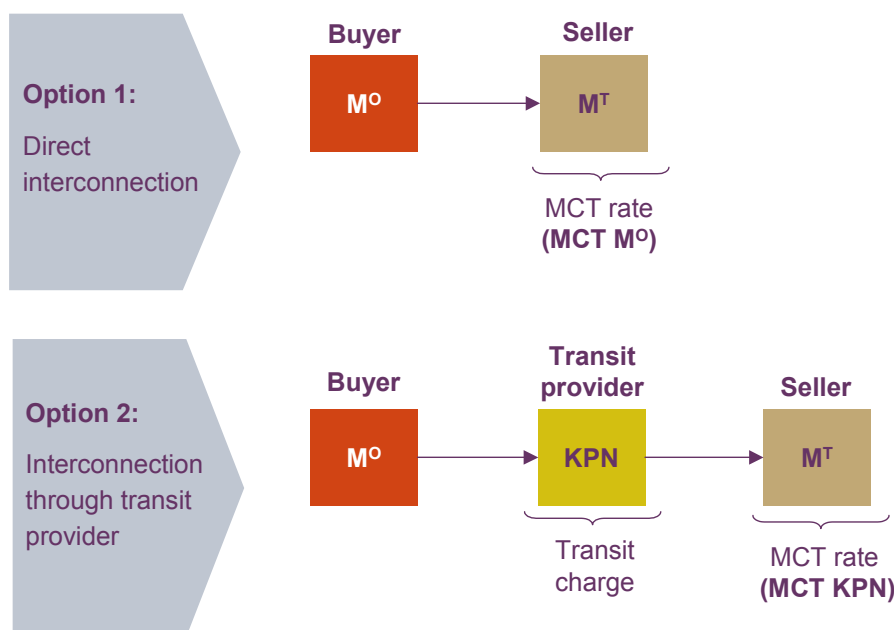 Option 1:
Direct
interconnection
Buyer
Seller
Mᴼ
Mᵀ
MCT rate
(MCT Mᴼ)
Option 2:
Interconnection
through transit
provider
Buyer
Transit
provider
Seller
Mᴼ
KPN
Mᵀ
Transit
charge
MCT rate
(MCT KPN)